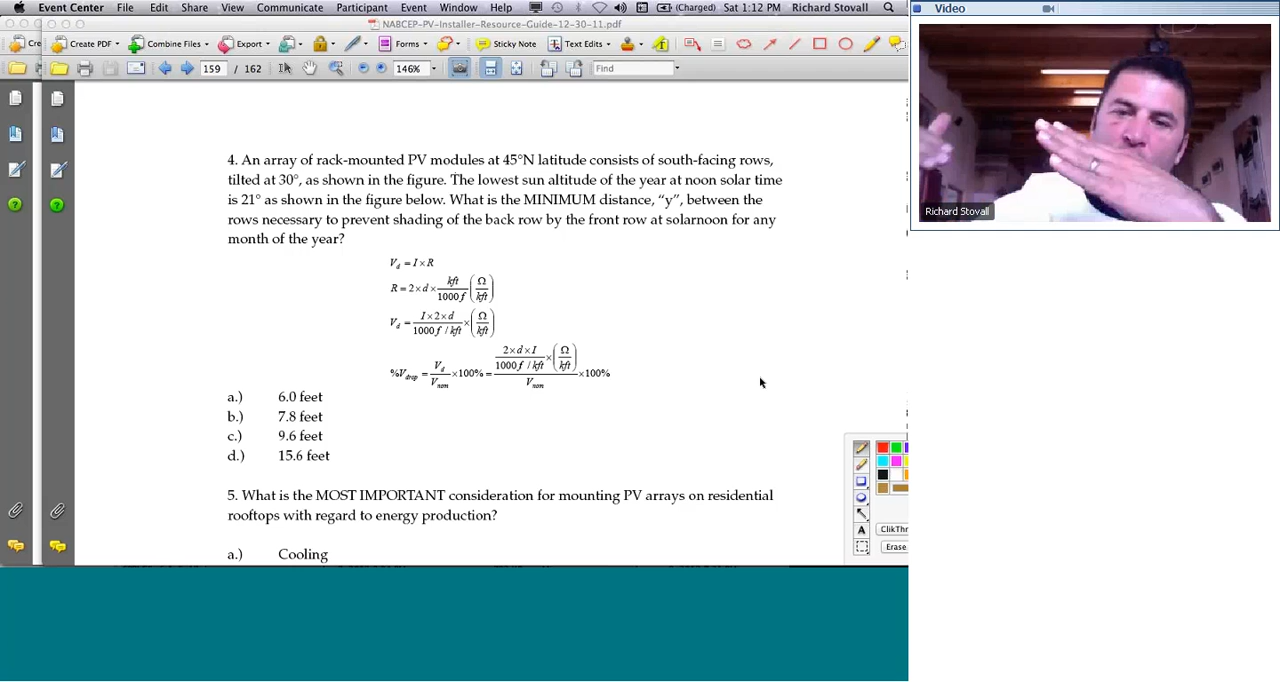 Event Center File Edit Share View Communicate Participant Event Window Help (Charged) Sat 1:12 PM Richard Stovall
NABCEP-PV-Installer-Resource-Guide-12-30-11.pdf
Cre Create PDF Combine Files Export Forms Sticky Note Text Edits
159 / 162 146% Find
Video
Richard Stovall
4. An array of rack-mounted PV modules at 45°N latitude consists of south-facing rows,
tilted at 30°, as shown in the figure. The lowest sun altitude of the year at noon solar time
is 21° as shown in the figure below. What is the MINIMUM distance, “y”, between the
rows necessary to prevent shading of the back row by the front row at solarnoon for any
month of the year?
V_d = I × R
R = 2 × d × kft/1000 f (Ω/kft)
V_d = I × 2 × d/1000 f / kft × (Ω/kft)
%V_drop = V_d/V_nom × 100% = 2 × d × I/1000 f / kft × (Ω/kft)/V_nom × 100%
a.) 6.0 feet
b.) 7.8 feet
c.) 9.6 feet
d.) 15.6 feet
5. What is the MOST IMPORTANT consideration for mounting PV arrays on residential
rooftops with regard to energy production?
a.) Cooling
A ClikThr
Erase